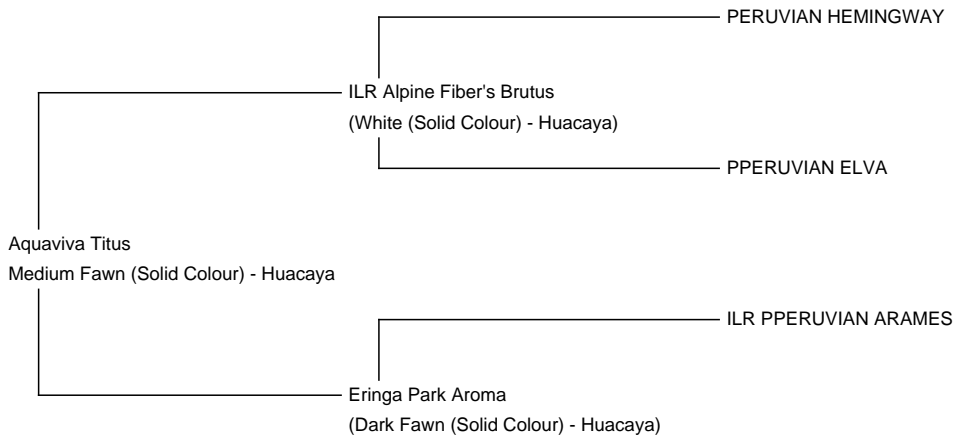 PERUVIAN HEMINGWAY
ILR Alpine Fiber's Brutus
(White (Solid Colour) - Huacaya)
PPERUVIAN ELVA
Aquaviva Titus
Medium Fawn (Solid Colour) - Huacaya
ILR PPERUVIAN ARAMES
Eringa Park Aroma
(Dark Fawn (Solid Colour) - Huacaya)